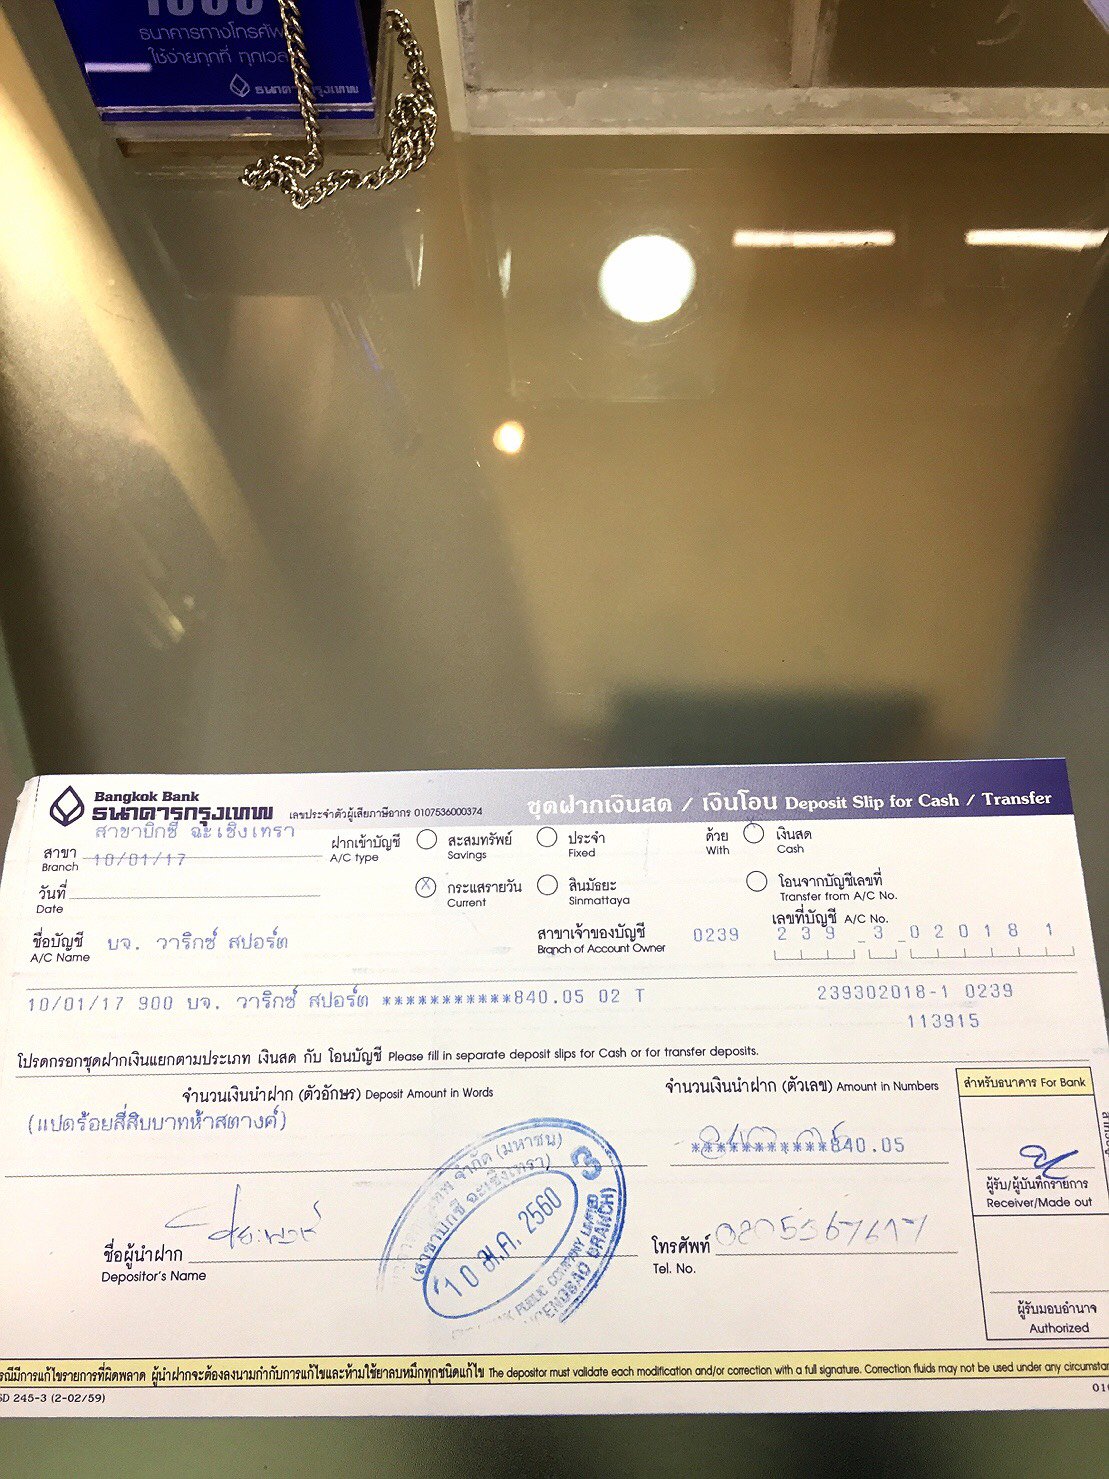 ธนาคารทางโทรศัพ
ใช้ง่ายทุกที่ ทุกเวล
ธนาคารกรุงเทพ
Bangkok Bank
ธนาคารกรุงเทพ เลขประจำตัวผู้เสียภาษีอากร 0107536000374
ชุดฝากเงินสด / เงินโอน Deposit Slip for Cash / Transfer
สาขาบิกซี ฉะเชิงเทรา
สาขา
Branch
10/01/17
ฝากเข้าบัญชี
A/C type
สะสมทรัพย์
Savings
ประจำ
Fixed
ด้วย
With
เงินสด
Cash
วันที่
Date
กระแสรายวัน
Current
สินมัธยะ
Sinmattaya
โอนจากบัญชีเลขที่
Transfer from A/C No.
ชื่อบัญชี
A/C Name
บจ. วาริกซ์ สปอร์ต
สาขาเจ้าของบัญชี
Branch of Account Owner
0239
เลขที่บัญชี A/C No.
239 3 02018 1
10/01/17 900 บจ. วาริกซ์ สปอร์ต ***********840.05 02 T
239302018-1 0239
113915
โปรดกรอกชุดฝากเงินแยกตามประเภท เงินสด กับ โอนบัญชี Please fill in separate deposit slips for Cash or for transfer deposits.
จำนวนเงินนำฝาก (ตัวอักษร) Deposit Amount in Words
จำนวนเงินนำฝาก (ตัวเลข) Amount in Numbers
สำหรับธนาคาร For Bank
(แปดร้อยสี่สิบบาทห้าสตางค์)
***********840.05
จำกัด (มหาชน)
(สาขาบิกซี ฉะเชิงเทรา)
3
10 ม.ค. 2560
PUBLIC COMPANY LIMITED
BRANCH)
ผู้รับ/ผู้บันทึกรายการ
Receiver/Made out
ชื่อผู้นำฝาก
Depositor's Name
โทรศัพท์
Tel. No.
ผู้รับมอบอำนาจ
Authorized
รณีมีการแก้ไขรายการที่ผิดพลาด ผู้นำฝากจะต้องลงนามกำกับการแก้ไขและห้ามใช้ยาลบหมึกทุกชนิดแก้ไข The depositor must validate each modification and/or correction with a full signature. Correction fluids may not be used under any circumstan
SD 245-3 (2-02/59)